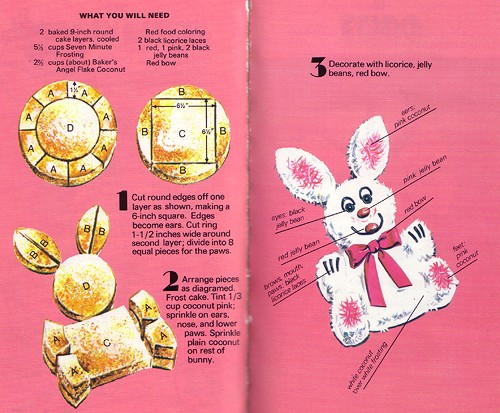 WHAT YOU WILL NEED
2 baked 9-inch round
cake layers, cooled
5⅓ cups Seven Minute
Frosting
2⅔ cups (about) Baker's
Angel Flake Coconut
Red food coloring
2 black licorice laces
1 red, 1 pink, 2 black
jelly beans
Red bow
A
A
1½"
A
A
A
A
A
A
D
B
6½"
B
C
6½"
B
B
1 Cut round edges off one
layer as shown, making a
6-inch square. Edges
become ears. Cut ring
1-1/2 inches wide around
second layer; divide into 8
equal pieces for the paws.
B
B
B
B
D
A
A
C
A
A
A
A
2 Arrange pieces
as diagramed.
Frost cake. Tint 1/3
cup coconut pink;
sprinkle on ears,
nose, and lower
paws. Sprinkle
plain coconut
on rest of
bunny.
3 Decorate with licorice, jelly
beans, red bow.
ears:
pink coconut
pink jelly bean
eyes: black
jelly bean
red bow
red jelly bean
brows, mouth,
paws: black
licorice laces
feet:
pink
coconut
white coconut
over white frosting